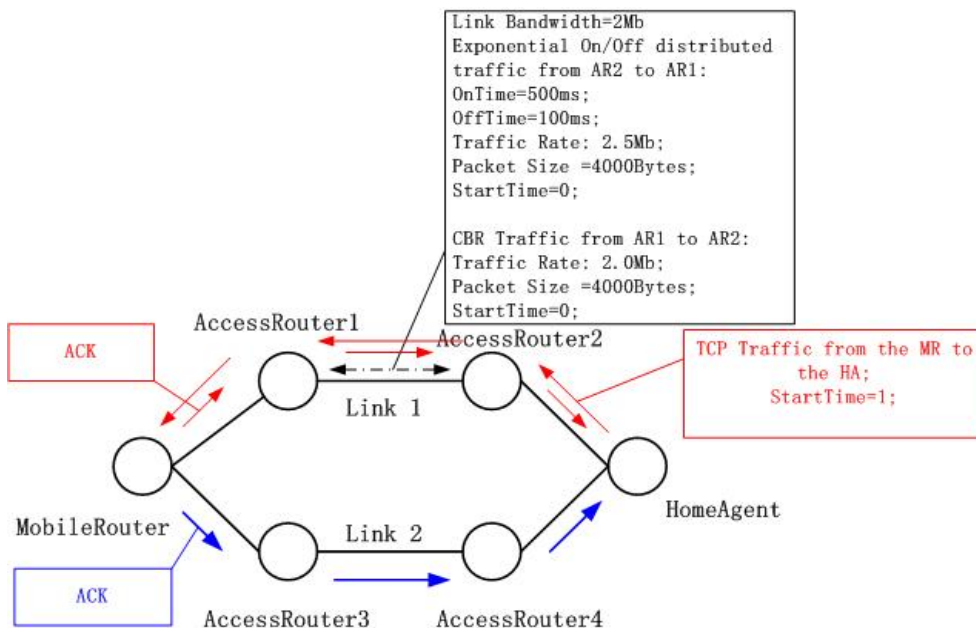 Link Bandwidth=2Mb
Exponential On/Off distributed
traffic from AR2 to AR1:
OnTime=500ms;
OffTime=100ms;
Traffic Rate: 2.5Mb;
Packet Size =4000Bytes;
StartTime=0;
CBR Traffic from AR1 to AR2:
Traffic Rate: 2.0Mb;
Packet Size =4000Bytes;
StartTime=0;
AccessRouter1
AccessRouter2
ACK
TCP Traffic from the MR to
the HA;
StartTime=1;
Link 1
MobileRouter
HomeAgent
Link 2
ACK
AccessRouter3
AccessRouter4